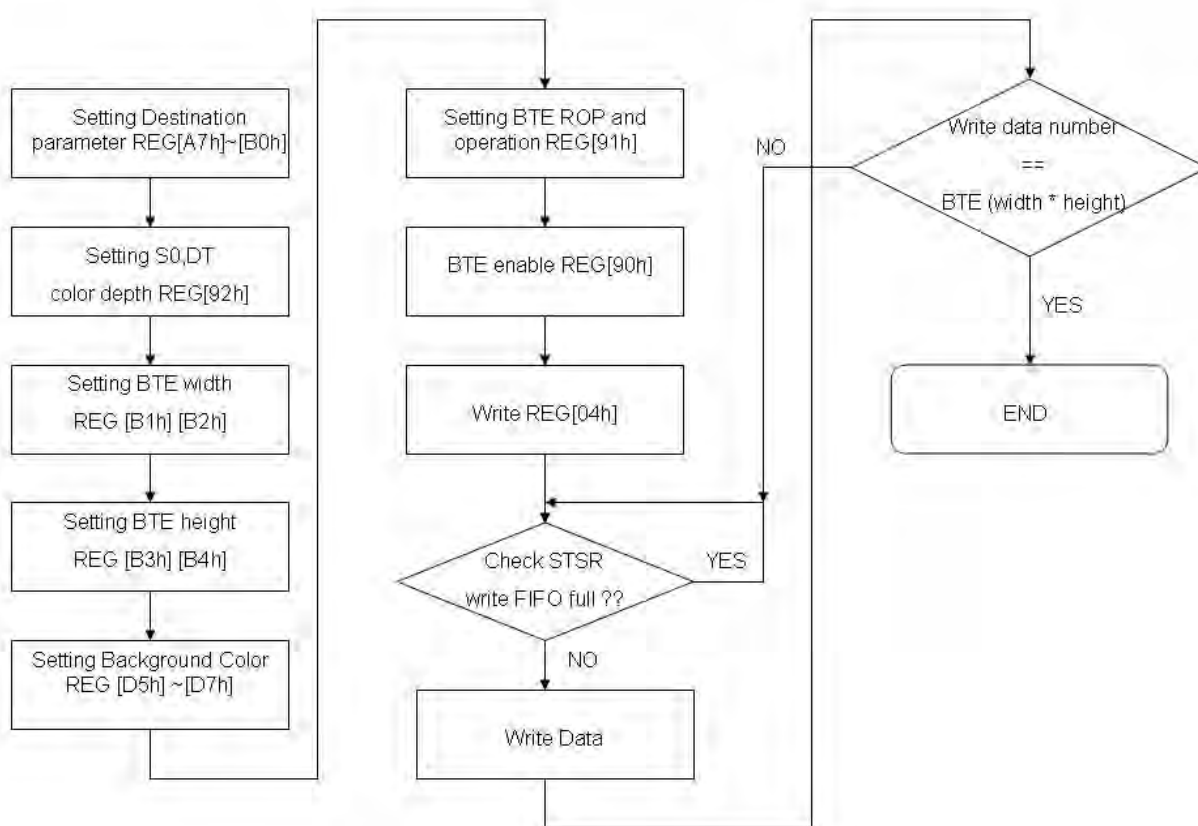 Setting Destination
parameter REG[A7h]~[B0h]
Setting S0,DT
color depth REG[92h]
Setting BTE width
REG [B1h] [B2h]
Setting BTE height
REG [B3h] [B4h]
Setting Background Color
REG [D5h] ~[D7h]
Setting BTE ROP and
operation REG[91h]
BTE enable REG[90h]
Write REG[04h]
Check STSR
write FIFO full ??
YES
NO
Write Data
Write data number
==
BTE (width * height)
NO
YES
END